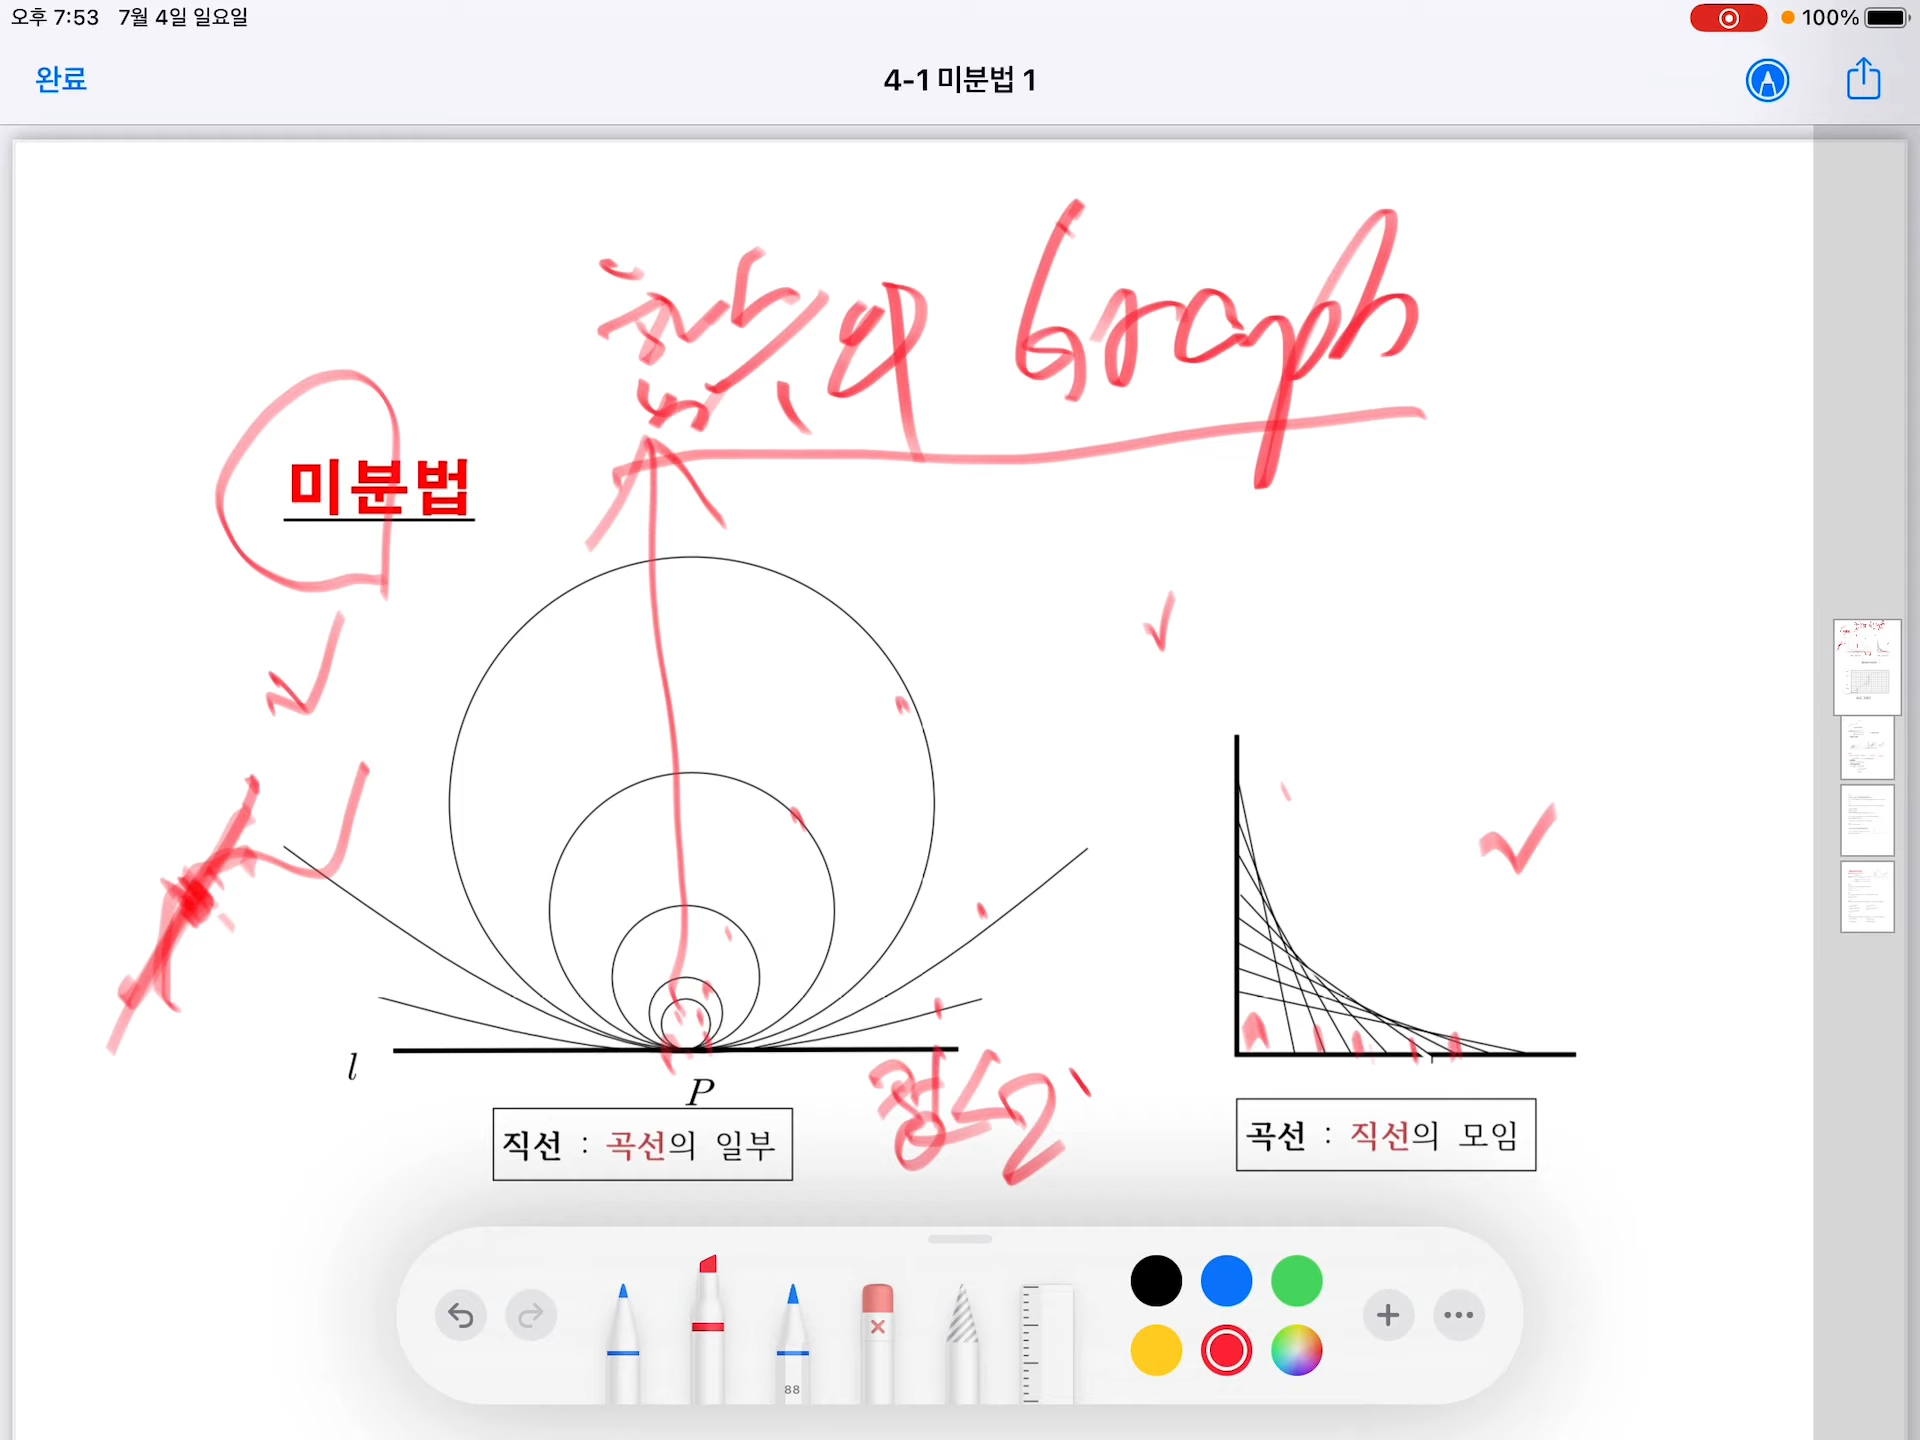 오후 7:53 7월 4일 일요일
100%
완료
4-1 미분법 1
함수의 Graph
미분법
l
P
접선
직선 : 곡선의 일부
곡선 : 직선의 모임
88